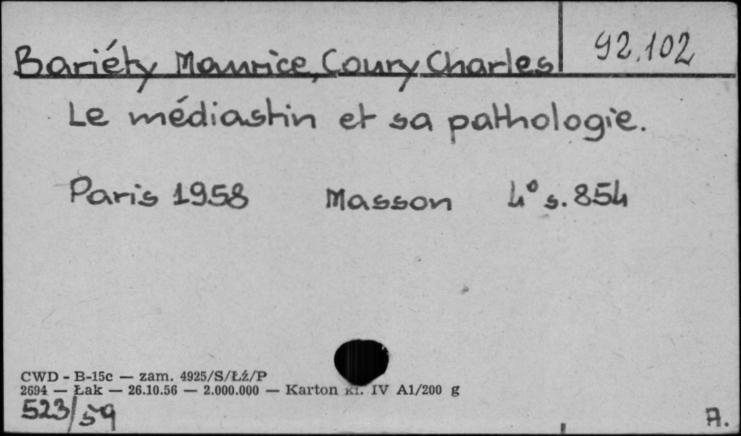 Bariéty Maurice, Coury Charles 92.102
Le médiastin et sa pathologie.
Paris 1958 Masson 4° s. 854
CWD - B-15c — zam. 4925/S/Łź/P
2694 — Łak — 26.10.56 — 2.000.000 — Karton kl. IV A1/200 g
523/59
A.